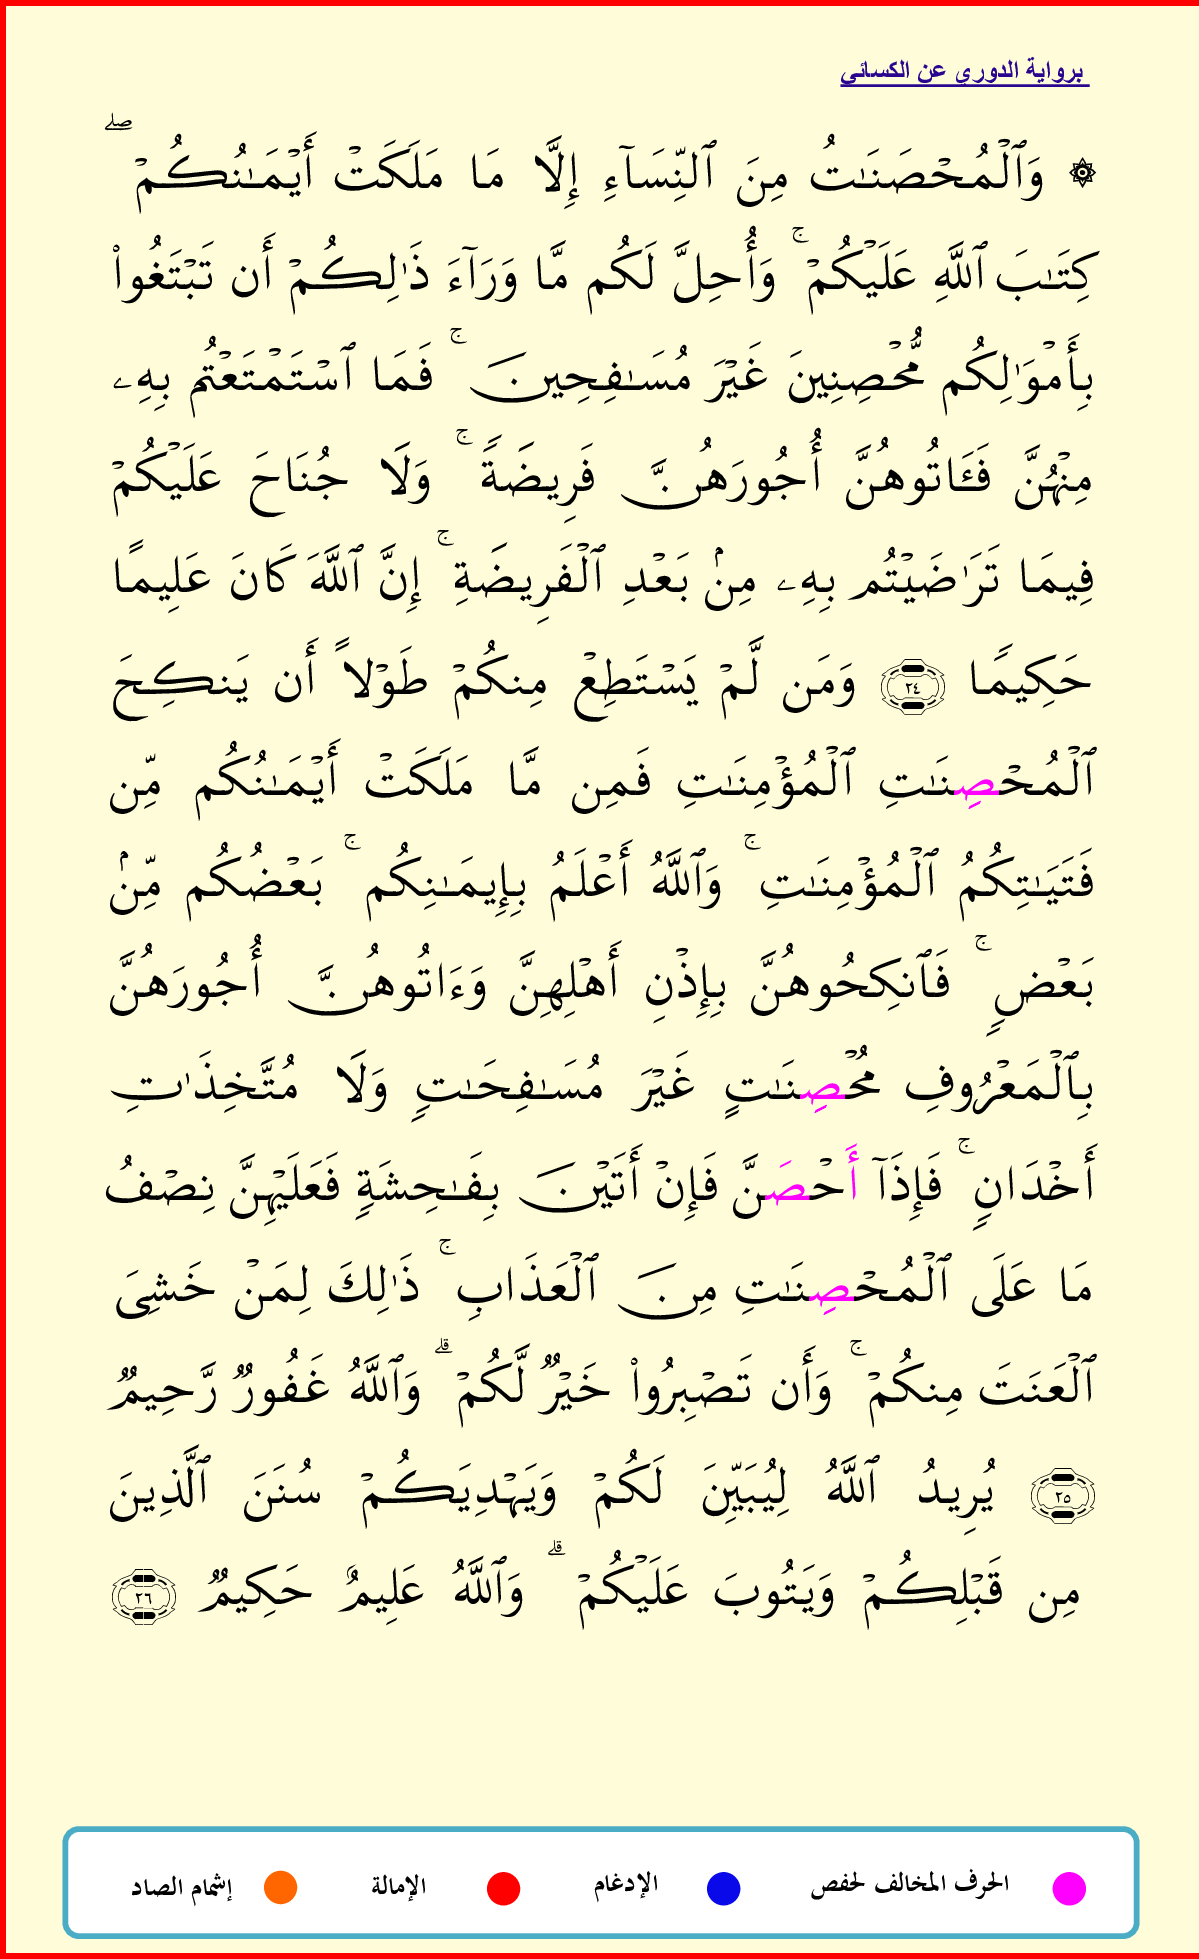 برواية الدوري عن الكسائي
۞ وَٱلۡمُحۡصَنَٰتُ مِنَ ٱلنِّسَآءِ إِلَّا مَا مَلَكَتۡ أَيۡمَٰنُكُمۡۖ
كِتَٰبَ ٱللَّهِ عَلَيۡكُمۡۚ وَأُحِلَّ لَكُم مَّا وَرَآءَ ذَٰلِكُمۡ أَن تَبۡتَغُواْ
بِأَمۡوَٰلِكُم مُّحۡصِنِينَ غَيۡرَ مُسَٰفِحِينَۚ فَمَا ٱسۡتَمۡتَعۡتُم بِهِۦ
مِنۡهُنَّ فَـَٔاتُوهُنَّ أُجُورَهُنَّ فَرِيضَةٗۚ وَلَا جُنَاحَ عَلَيۡكُمۡ
فِيمَا تَرَٰضَيۡتُم بِهِۦ مِنۢ بَعۡدِ ٱلۡفَرِيضَةِۚ إِنَّ ٱللَّهَ كَانَ عَلِيمًا
حَكِيمٗا ٢٤ وَمَن لَّمۡ يَسۡتَطِعۡ مِنكُمۡ طَوۡلًا أَن يَنكِحَ
ٱلۡمُحۡصِنَٰتِ ٱلۡمُؤۡمِنَٰتِ فَمِن مَّا مَلَكَتۡ أَيۡمَٰنُكُم مِّن
فَتَيَٰتِكُمُ ٱلۡمُؤۡمِنَٰتِۚ وَٱللَّهُ أَعۡلَمُ بِإِيمَٰنِكُمۚ بَعۡضُكُم مِّنۢ
بَعۡضٖۚ فَٱنكِحُوهُنَّ بِإِذۡنِ أَهۡلِهِنَّ وَءَاتُوهُنَّ أُجُورَهُنَّ
بِٱلۡمَعۡرُوفِ مُحۡصِنَٰتٍ غَيۡرَ مُسَٰفِحَٰتٖ وَلَا مُتَّخِذَٰتِ
أَخۡدَانٖۚ فَإِذَآ أَحۡصَنَّ فَإِنۡ أَتَيۡنَ بِفَٰحِشَةٖ فَعَلَيۡهِنَّ نِصۡفُ
مَا عَلَى ٱلۡمُحۡصِنَٰتِ مِنَ ٱلۡعَذَابِۚ ذَٰلِكَ لِمَنۡ خَشِيَ
ٱلۡعَنَتَ مِنكُمۡۚ وَأَن تَصۡبِرُواْ خَيۡرٞ لَّكُمۡۗ وَٱللَّهُ غَفُورٞ رَّحِيمٞ
٢٥ يُرِيدُ ٱللَّهُ لِيُبَيِّنَ لَكُمۡ وَيَهۡدِيَكُمۡ سُنَنَ ٱلَّذِينَ
مِن قَبۡلِكُمۡ وَيَتُوبَ عَلَيۡكُمۡۗ وَٱللَّهُ عَلِيمٌ حَكِيمٞ ٢٦
الحرف المخالف لحفص الإدغام الإمالة إشمام الصاد